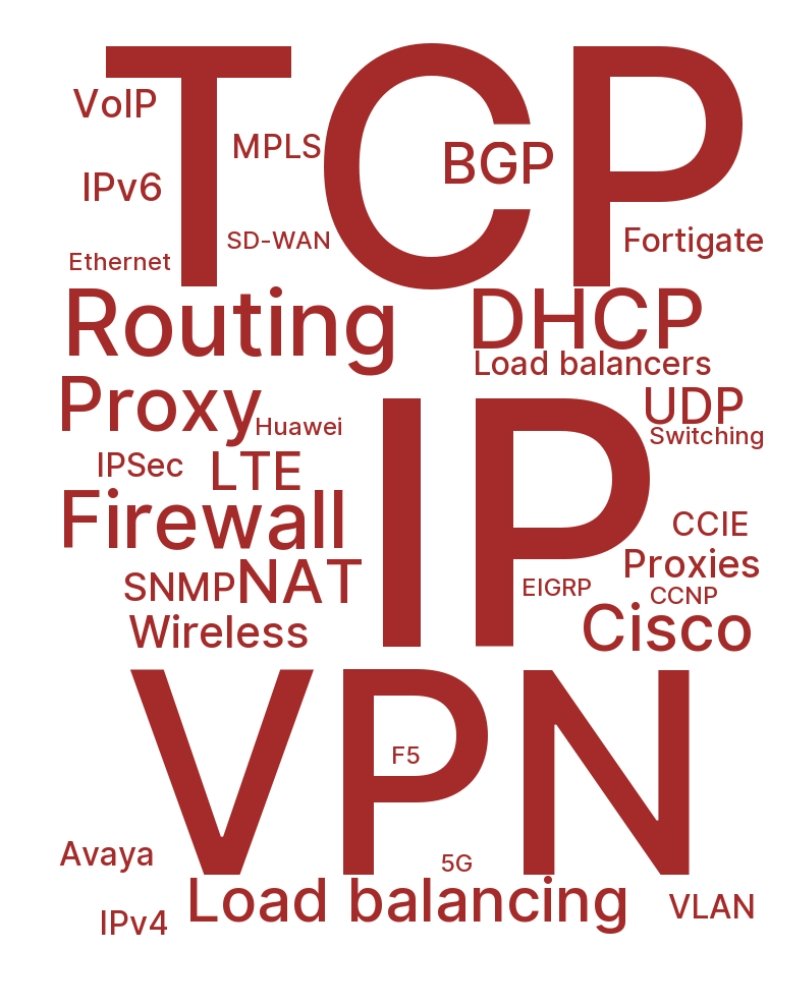 TCP
VoIP
MPLS
BGP
IPv6
SD-WAN
Fortigate
Ethernet
Routing
DHCP
Load balancers
Proxy
UDP
Huawei
Switching
IPSec
LTE
IP
Firewall
CCIE
Proxies
SNMP
NAT
EIGRP
CCNP
Wireless
Cisco
VPN
F5
Avaya
5G
Load balancing
VLAN
IPv4